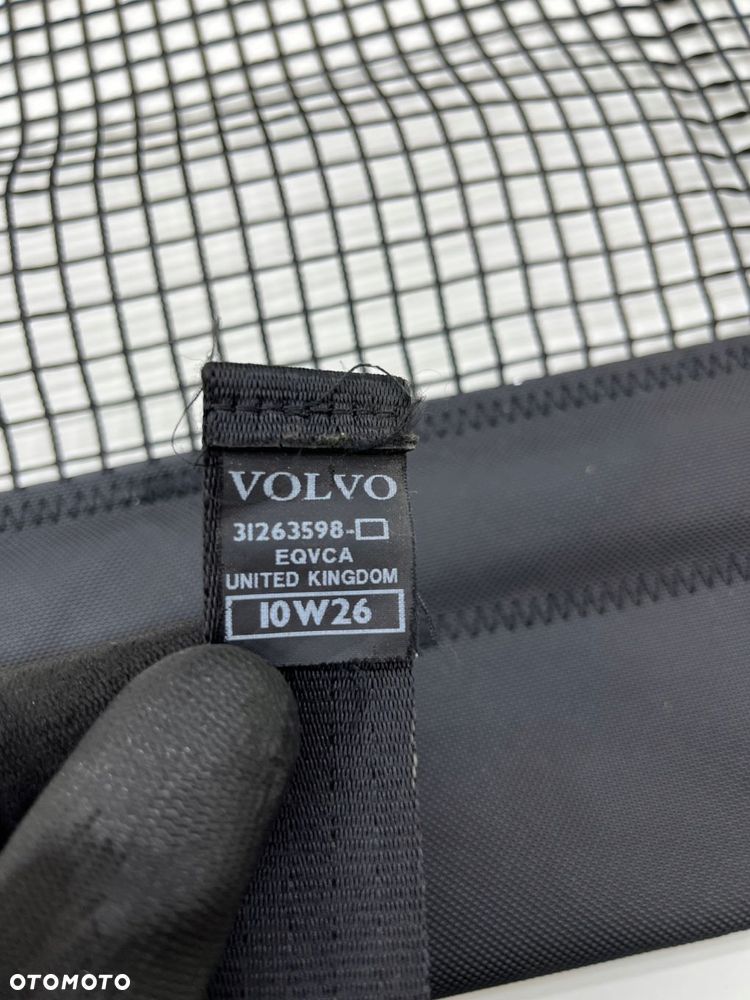 VOLVO
31263598-□
EQVCA
UNITED KINGDOM
10W26
OTOMOTO